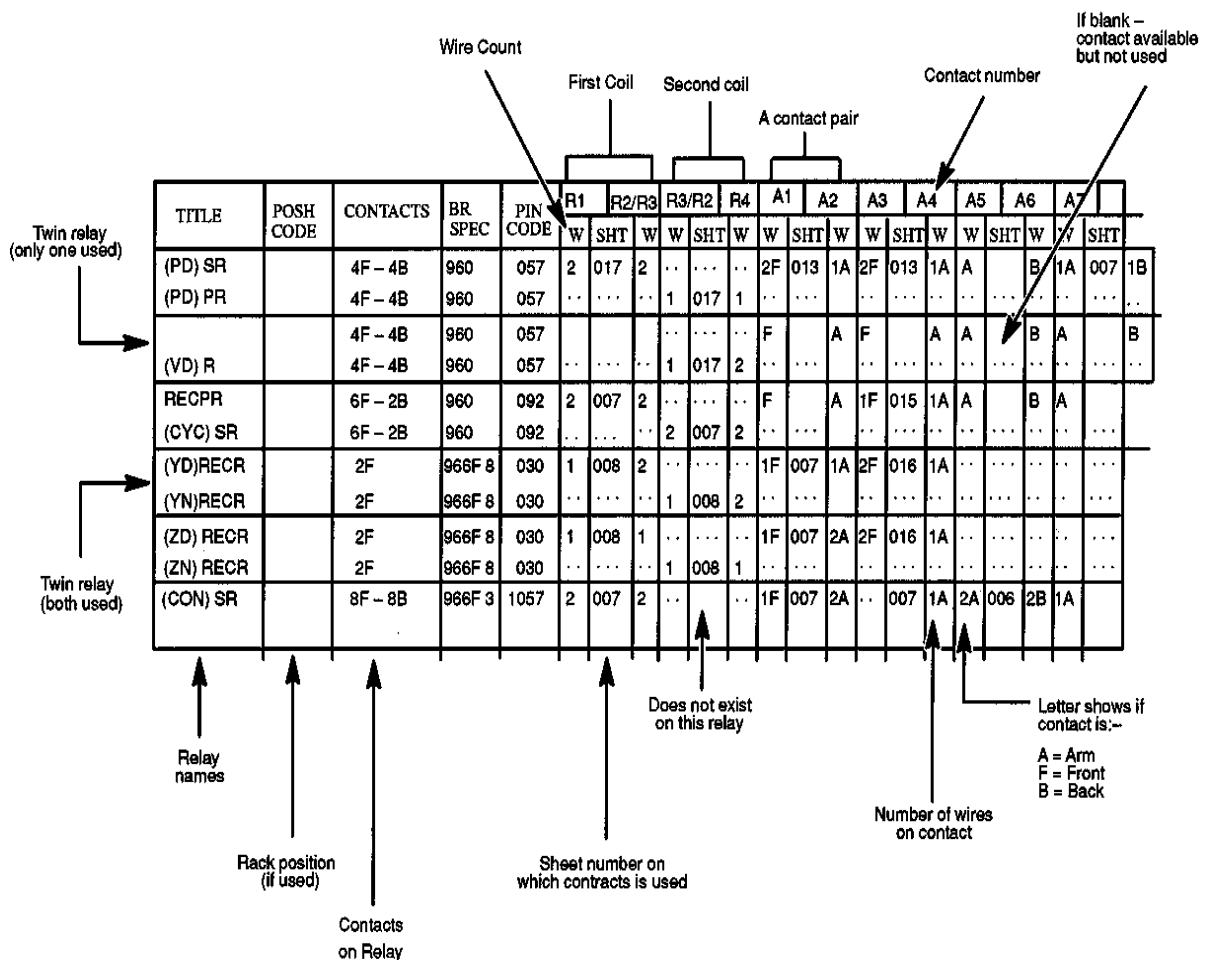 If blank –
contact available
but not used
Wire Count
Contact number
First Coil Second coil
A contact pair
Twin relay
(only one used)
TITLE POSH CODE CONTACTS BR SPEC PIN CODE R1 R2/R3 R3/R2 R4 A1 A2 A3 A4 A5 A6 A7
W SHT W W SHT W W SHT W W SHT W W SHT W W SHT
(PD) SR 4F – 4B 960 057 2 017 2 .. ... .. 2F 013 1A 2F 013 1A A B 1A 007 1B
(PD) PR 4F – 4B 960 057 .. ... .. 1 017 1 .. ... .. .. ... .. .. ... .. .. ... ..
4F – 4B 960 057 .. ... .. F A F A A B A B
(VD) R 4F – 4B 960 057 .. ... .. 1 017 2 .. ... .. .. ... .. .. ... .. .. ...
RECPR 6F – 2B 960 092 2 007 2 .. ... .. F A 1F 015 1A A B A
(CYC) SR 6F – 2B 960 092 .. ... .. 2 007 2 .. ... .. .. ... .. .. ... .. .. ...
(YD)RECR 2F 966F 8 030 1 008 2 .. ... .. 1F 007 1A 2F 016 1A .. ... .. .. ...
(YN)RECR 2F 966F 8 030 .. ... .. 1 008 2 .. ... .. .. ... .. .. ... .. .. ...
(ZD) RECR 2F 966F 8 030 1 008 1 .. ... .. 1F 007 2A 2F 016 1A .. ... .. .. ...
(ZN) RECR 2F 966F 8 030 .. ... .. 1 008 1 .. ... .. .. ... .. .. ... .. .. ...
(CON) SR 8F – 8B 966F 3 1057 2 007 2 .. .. 1F 007 2A .. 007 1A 2A 006 2B 1A
Twin relay
(both used)
Does not exist
on this relay
Letter shows if
contact is:–
A = Arm
F = Front
B = Back
Relay
names
Number of wires
on contact
Rack position
(if used)
Sheet number on
which contracts is used
Contacts
on Relay